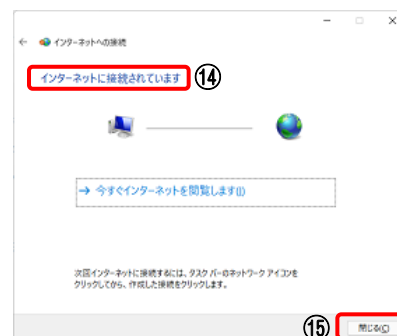 インターネットへの接続
インターネットに接続されています ⑭
→ 今すぐインターネットを閲覧します(I)
次回インターネットに接続するには、タスク バーのネットワーク アイコンを
クリックしてから、作成した接続をクリックします。
⑮ 閉じる(C)